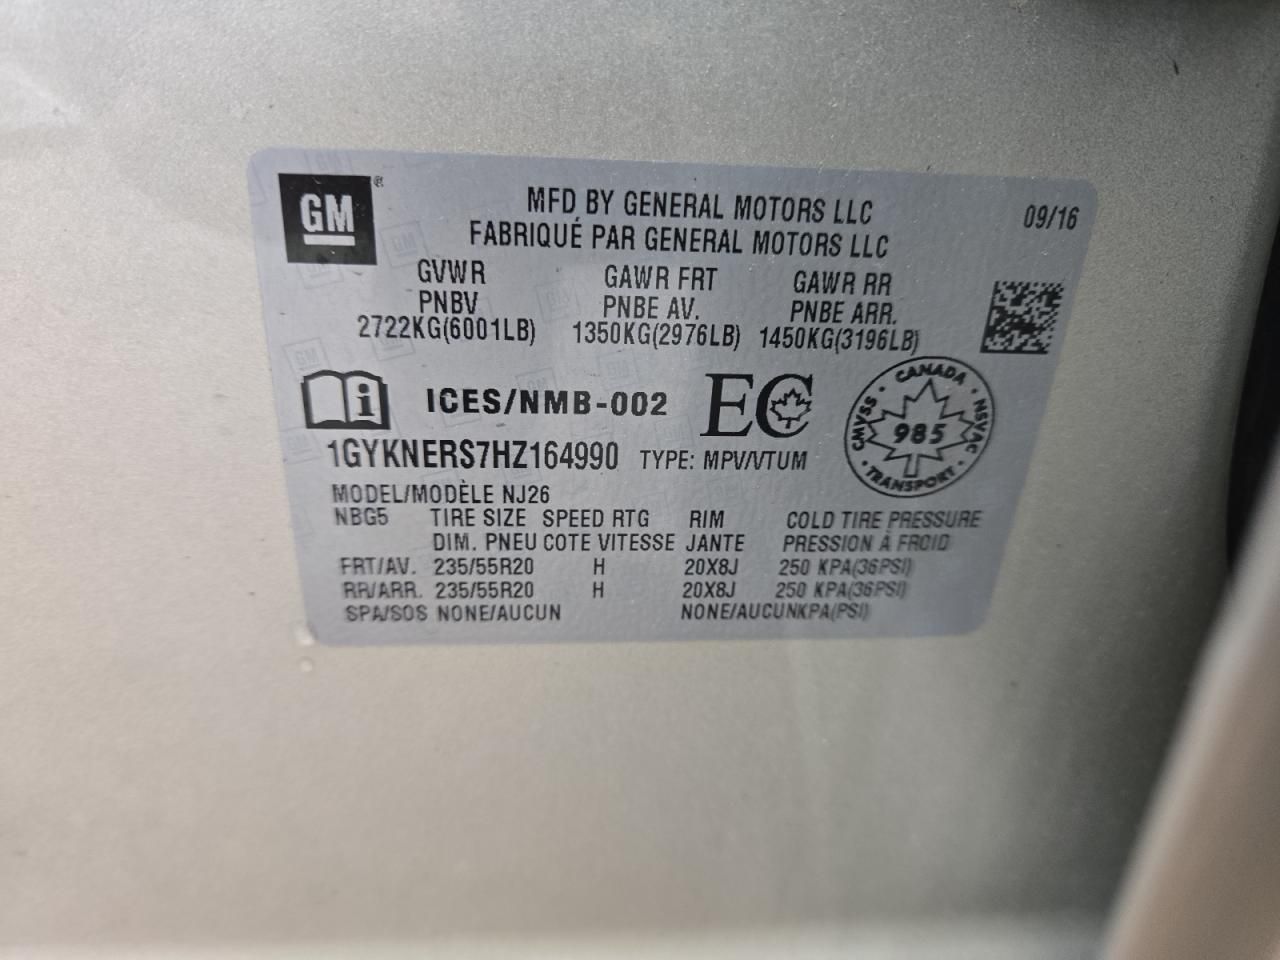 GM®
MFD BY GENERAL MOTORS LLC
FABRIQUÉ PAR GENERAL MOTORS LLC
09/16
GVWR GAWR FRT GAWR RR
PNBV PNBE AV. PNBE ARR.
2722KG(6001LB) 1350KG(2976LB) 1450KG(3196LB)
ICES/NMB-002 EC
CANADA
CMVSS 985 NSVAC
TRANSPORT
1GYKNERS7HZ164990 TYPE: MPV/VTUM
MODEL/MODÈLE NJ26
NBG5 TIRE SIZE SPEED RTG RIM COLD TIRE PRESSURE
DIM. PNEU COTE VITESSE JANTE PRESSION À FROID
FRT/AV. 235/55R20 H 20X8J 250 KPA(36PSI)
RR/ARR. 235/55R20 H 20X8J 250 KPA(36PSI)
SPA/SOS NONE/AUCUN NONE/AUCUNKPA(PSI)